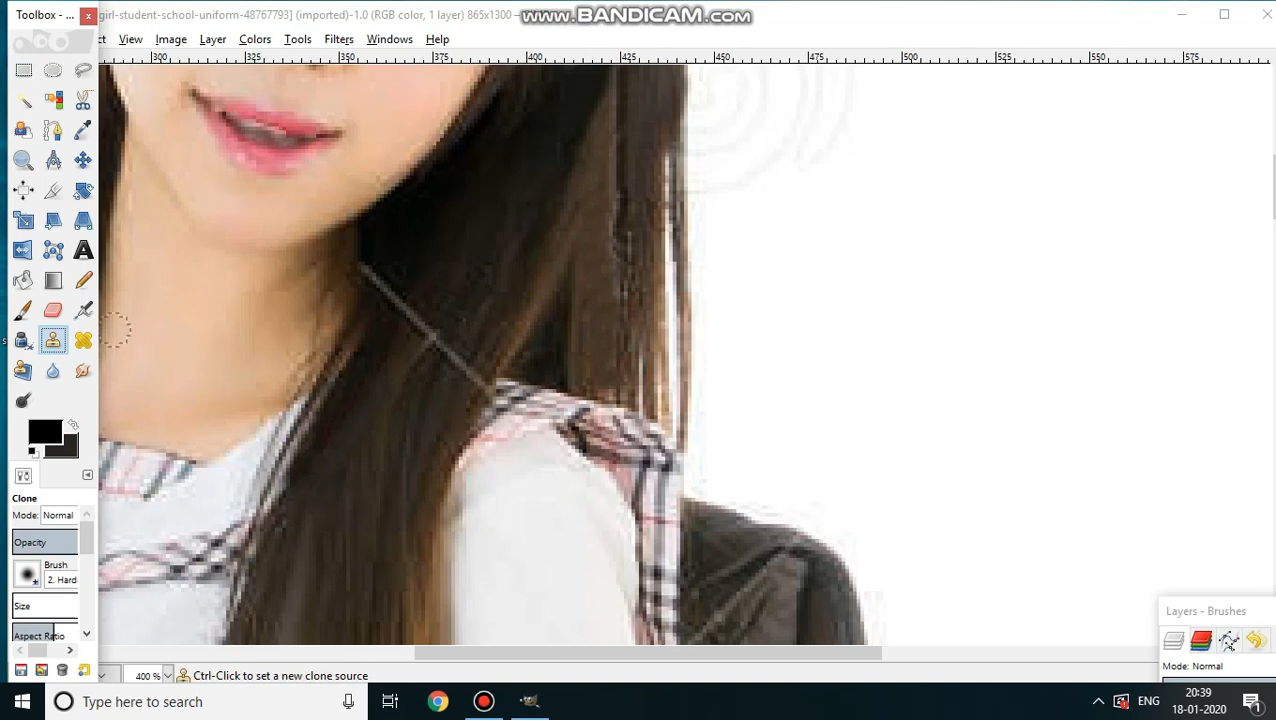 Toolbox - ...
girl-student-school-uniform-48767793] (imported)-1.0 (RGB color, 1 layer) 865x1300 –
www.BANDICAM.com
ct View Image Layer Colors Tools Filters Windows Help
300 325 350 375 400 425 450 475 500 525 550 575
Clone
Mode: Normal
Opacity
Brush
2. Hard
Size
Aspect Ratio
400 %
Ctrl-Click to set a new clone source
Layers - Brushes
Mode: Normal
Type here to search
ENG
20:39
18-01-2020
1